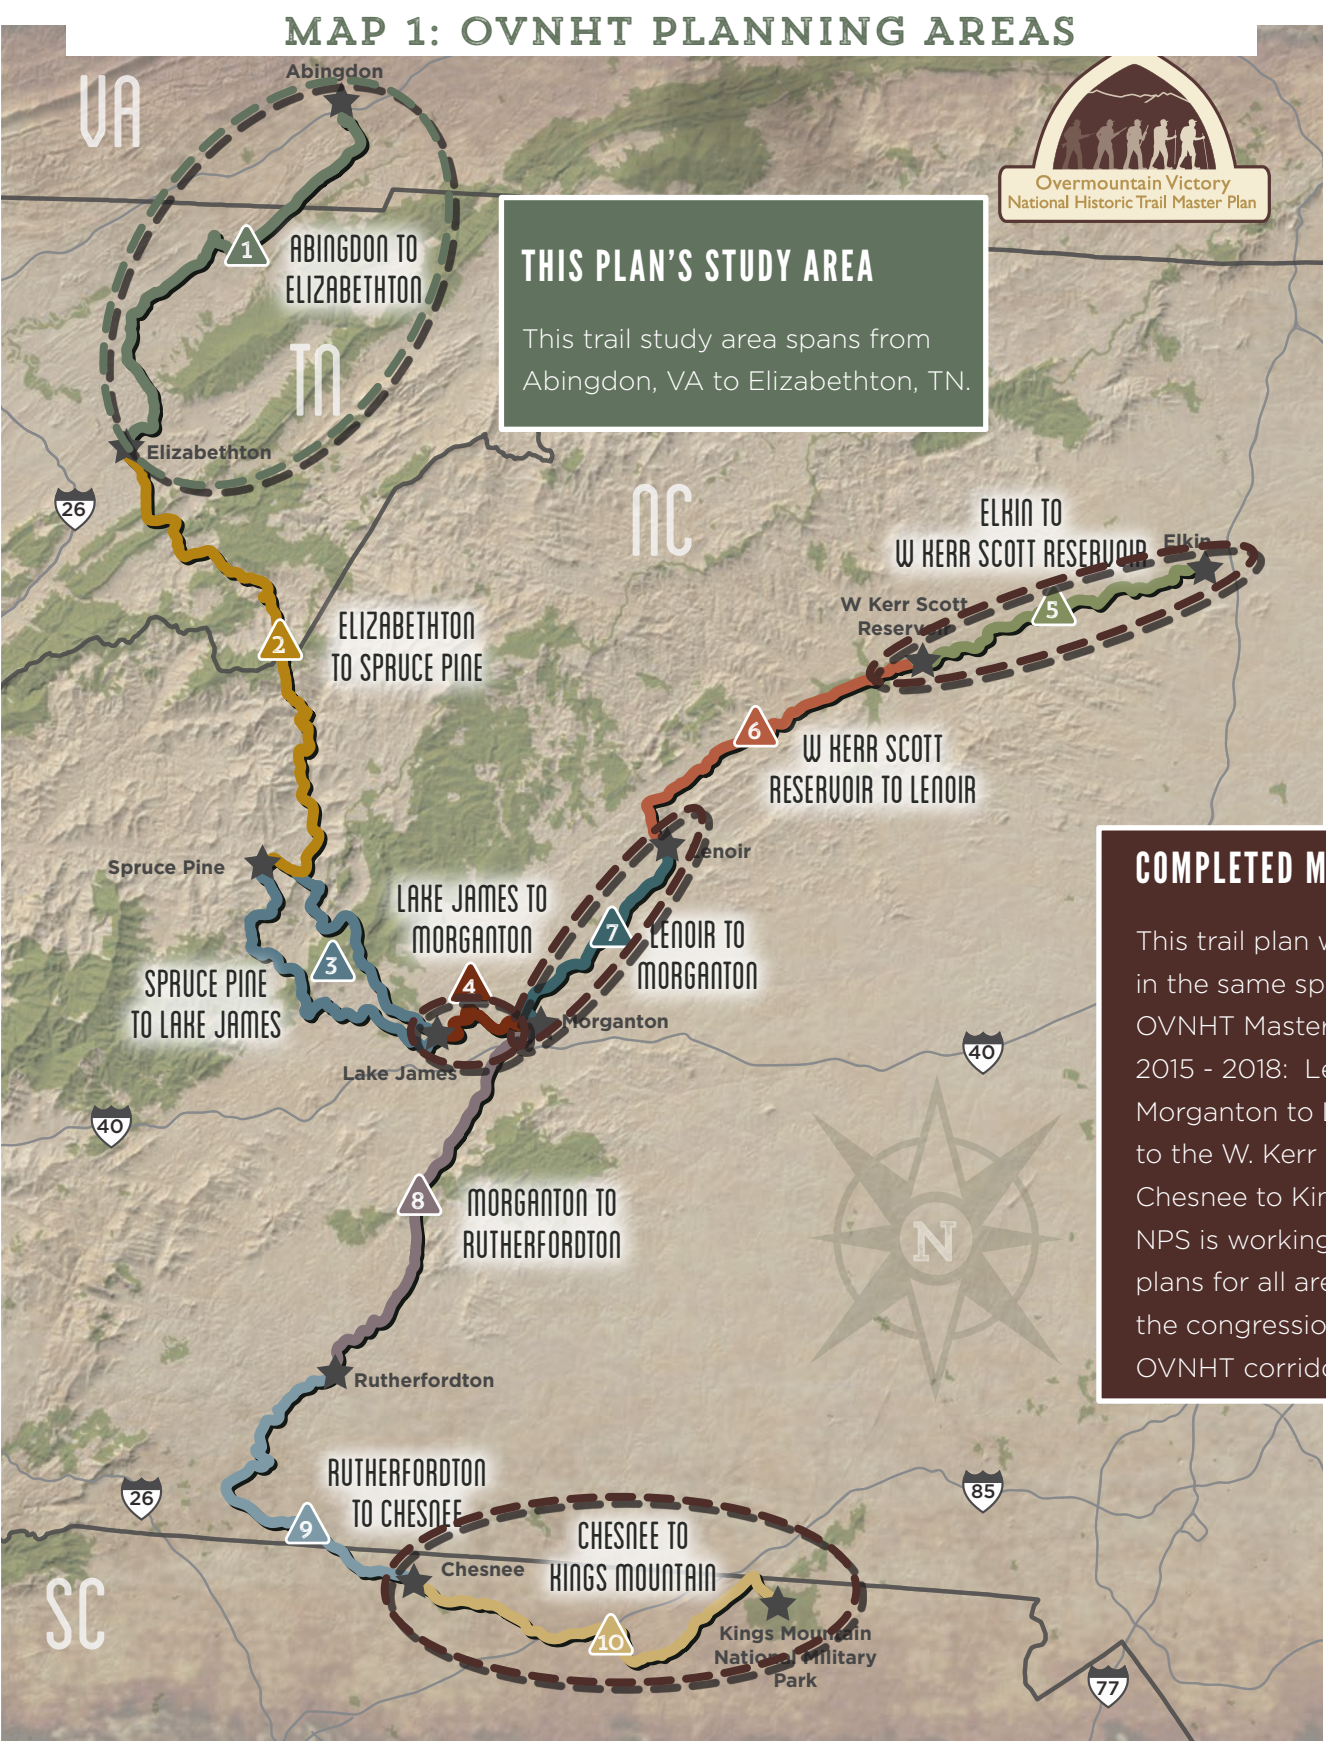 MAP 1: OVNHT PLANNING AREAS
VA
Abingdon
Overmountain Victory
National Historic Trail Master Plan
1
ABINGDON TO
ELIZABETHTON
THIS PLAN'S STUDY AREA
This trail study area spans from
Abingdon, VA to Elizabethton, TN.
TN
Elizabethton
26
NC
ELKIN TO
W KERR SCOTT RESERVOIR
Elkin
5
W Kerr Scott
Reservoir
2
ELIZABETHTON
TO SPRUCE PINE
6
W KERR SCOTT
RESERVOIR TO LENOIR
Spruce Pine
Lenoir
LAKE JAMES TO
MORGANTON
7
LENOIR TO
MORGANTON
3
4
SPRUCE PINE
TO LAKE JAMES
Morganton
Lake James
40
40
COMPLETED M
This trail plan w
in the same sp
OVNHT Master
2015 - 2018: Le
Morganton to
to the W. Kerr
Chesnee to Kin
NPS is working
plans for all are
the congressio
OVNHT corrido
8
MORGANTON TO
RUTHERFORDTON
N
Rutherfordton
RUTHERFORDTON
TO CHESNEE
26
85
9
CHESNEE TO
KINGS MOUNTAIN
Chesnee
SC
10
Kings Mountain
National Military
Park
77